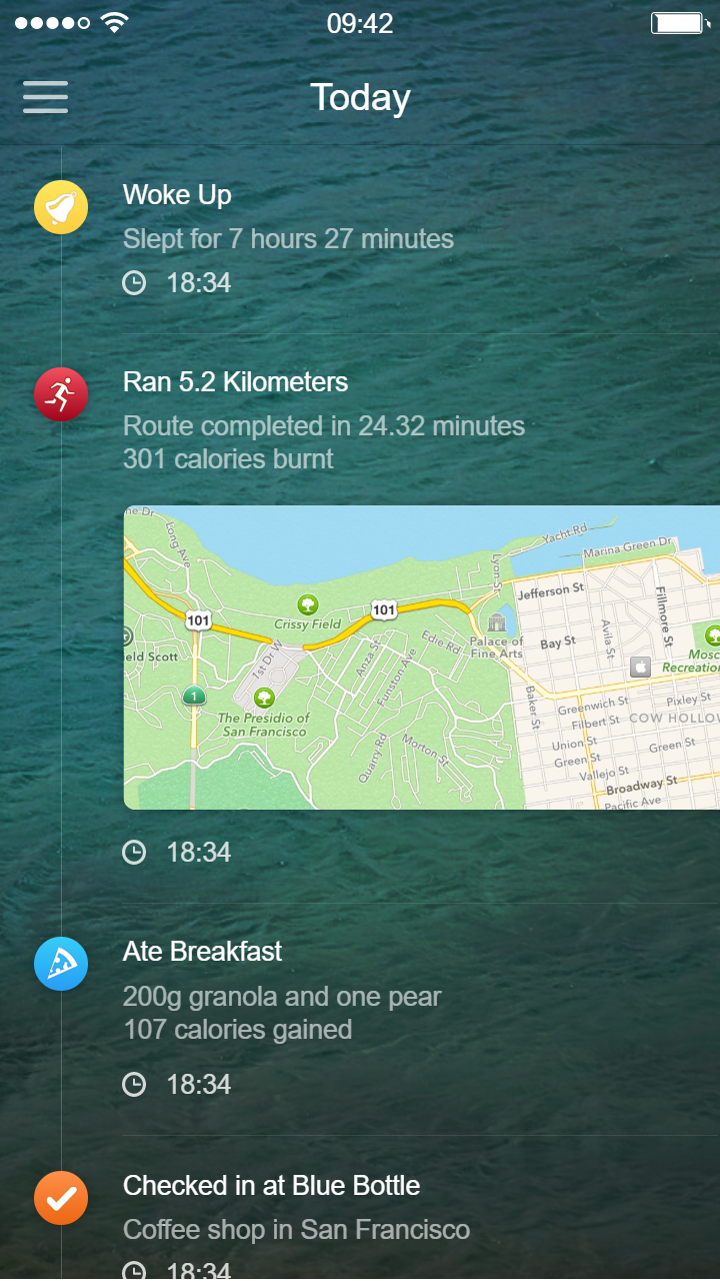 09:42
Today
Woke Up
Slept for 7 hours 27 minutes
18:34
Ran 5.2 Kilometers
Route completed in 24.32 minutes
301 calories burnt
ne Dr
Long Ave
Yacht Rd
Marina Green Dr
Lyon St
Jefferson St
Fillmore St
101
101
Crissy Field
Palace of
Fine Arts
Bay St
Avila St
Mosc
Recreation
eld Scott
1st Dr W
Anza St
Funston Ave
Edie Rd
1
The Presidio of
San Francisco
Baker St
Greenwich St
Pixley St
Filbert St
COW HOLLOW
Quarry Rd
Morton St
Union St
Green St
Green St
Vallejo St
Broadway St
Pacific Ave
18:34
Ate Breakfast
200g granola and one pear
107 calories gained
18:34
Checked in at Blue Bottle
Coffee shop in San Francisco
18:34